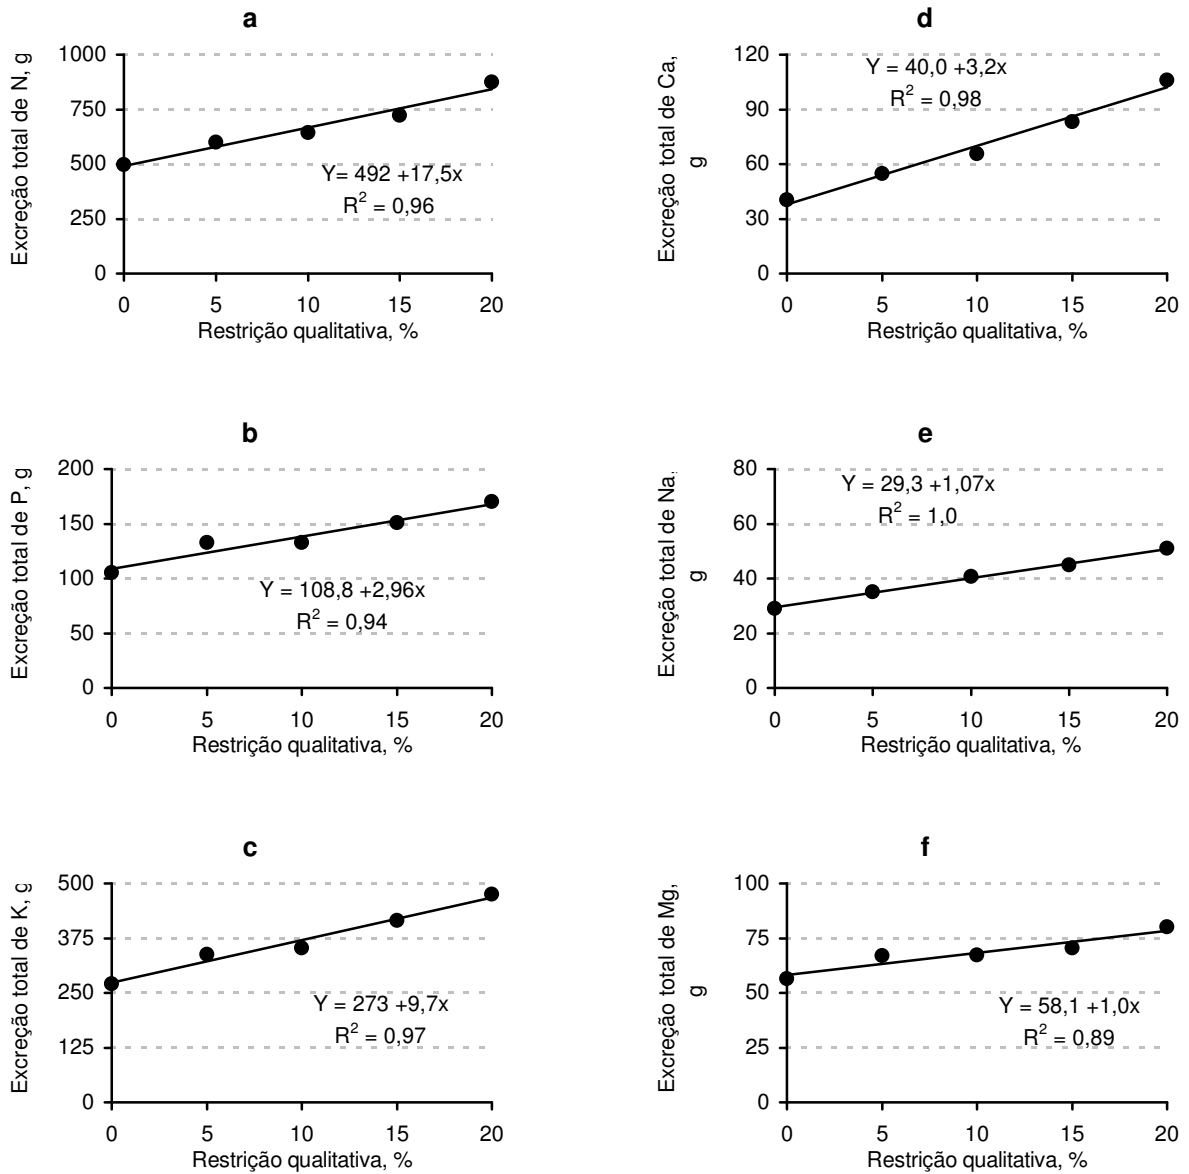 a
Excreção total de N, g
1000
750
500
250
0
Y= 492 +17,5x
R² = 0,96
0 5 10 15 20
Restrição qualitativa, %
d
Excreção total de Ca,
g
120
90
60
30
0
Y = 40,0 +3,2x
R² = 0,98
0 5 10 15 20
Restrição qualitativa, %
b
Excreção total de P, g
200
150
100
50
0
Y = 108,8 +2,96x
R² = 0,94
0 5 10 15 20
Restrição qualitativa, %
e
Excreção total de Na,
g
80
60
40
20
0
Y = 29,3 +1,07x
R² = 1,0
0 5 10 15 20
Restrição qualitativa, %
c
Excreção total de K, g
500
375
250
125
0
Y = 273 +9,7x
R² = 0,97
0 5 10 15 20
Restrição qualitativa, %
f
Excreção total de Mg,
g
100
75
50
25
0
Y = 58,1 +1,0x
R² = 0,89
0 5 10 15 20
Restrição qualitativa, %